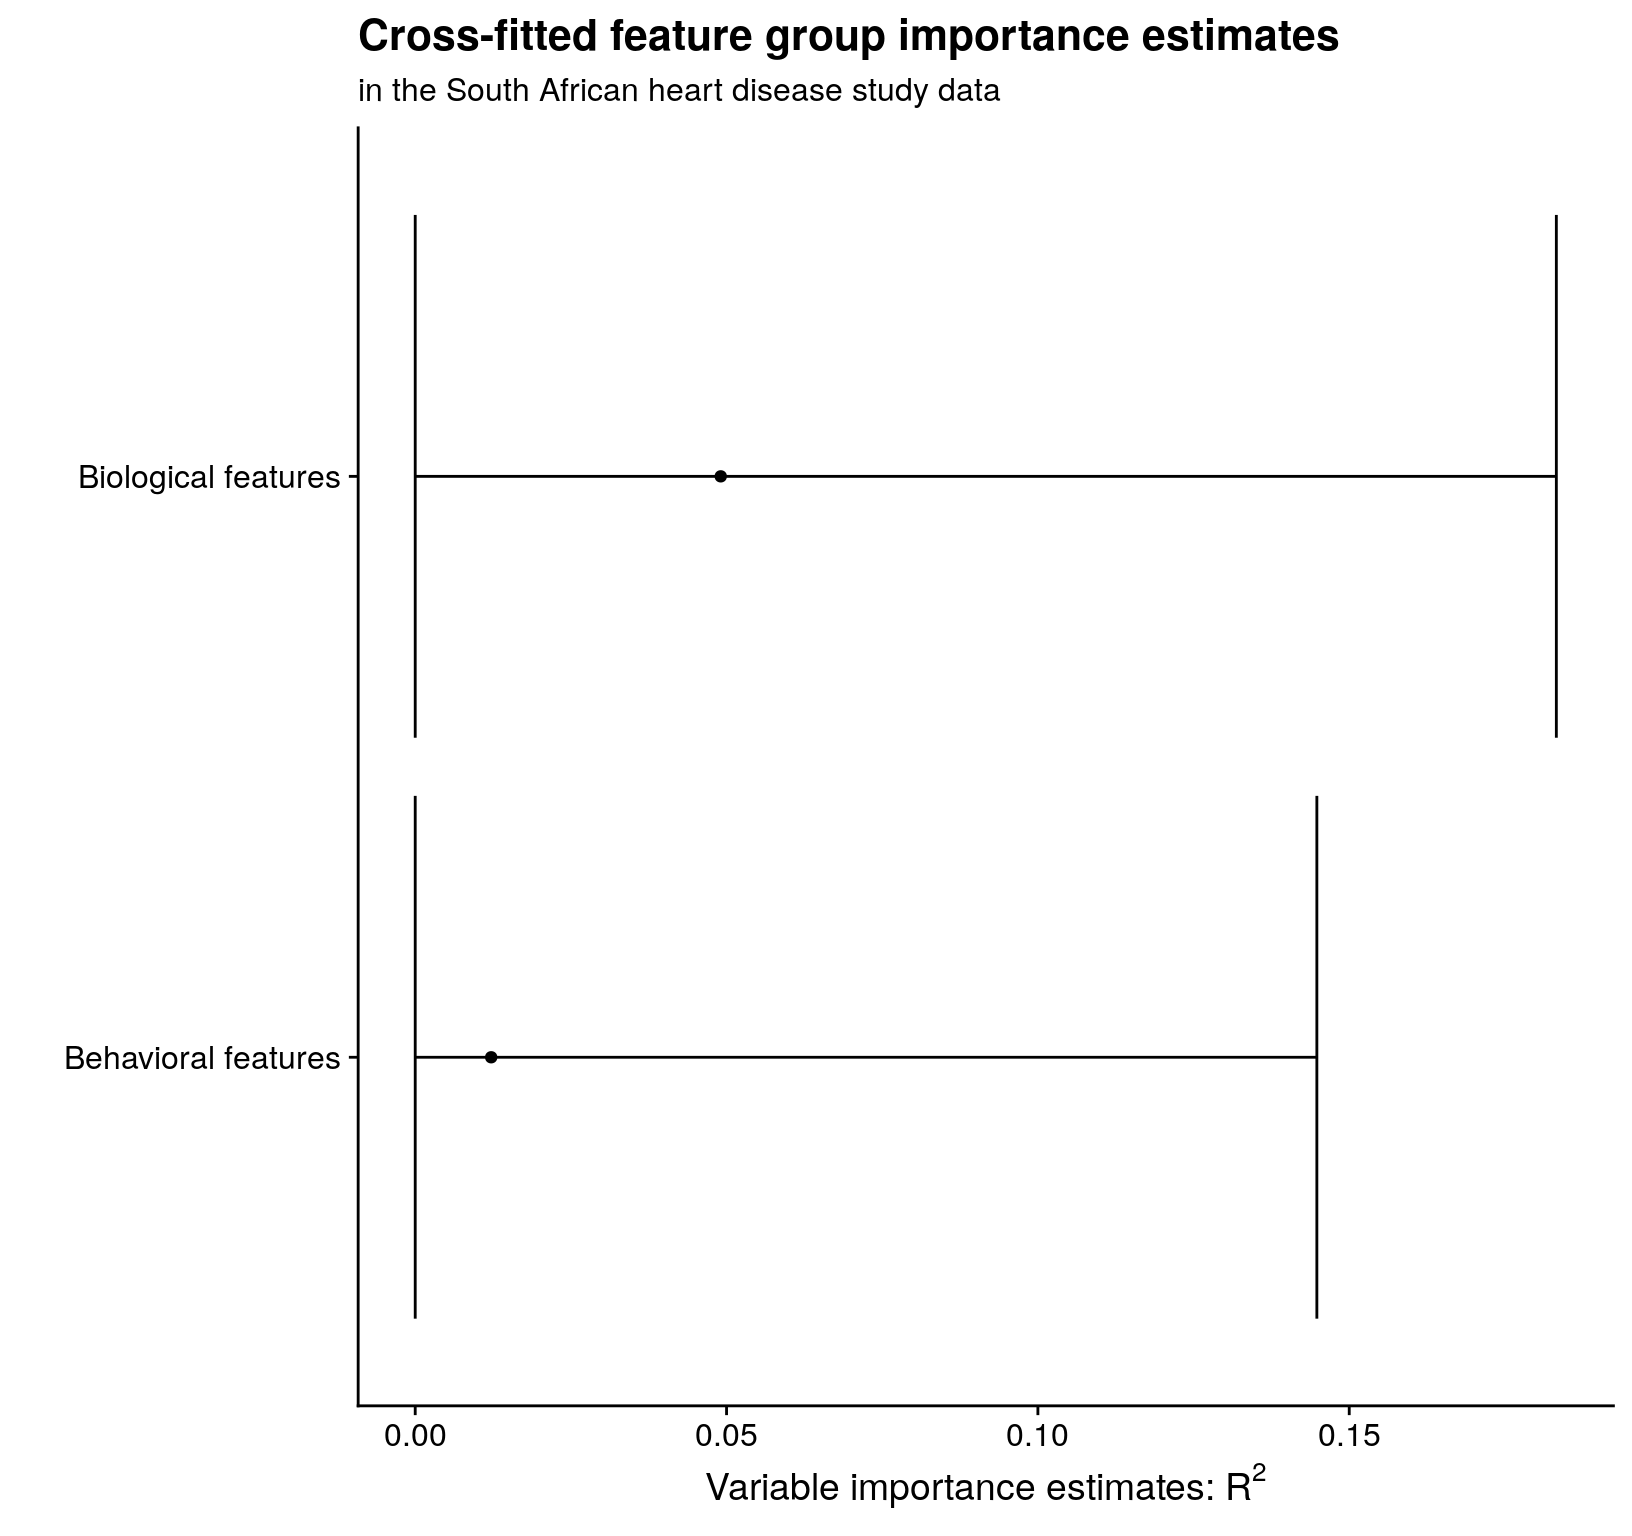 Cross-fitted feature group importance estimates
in the South African heart disease study data
Biological features
Behavioral features
0.00 0.05 0.10 0.15
Variable importance estimates: R²